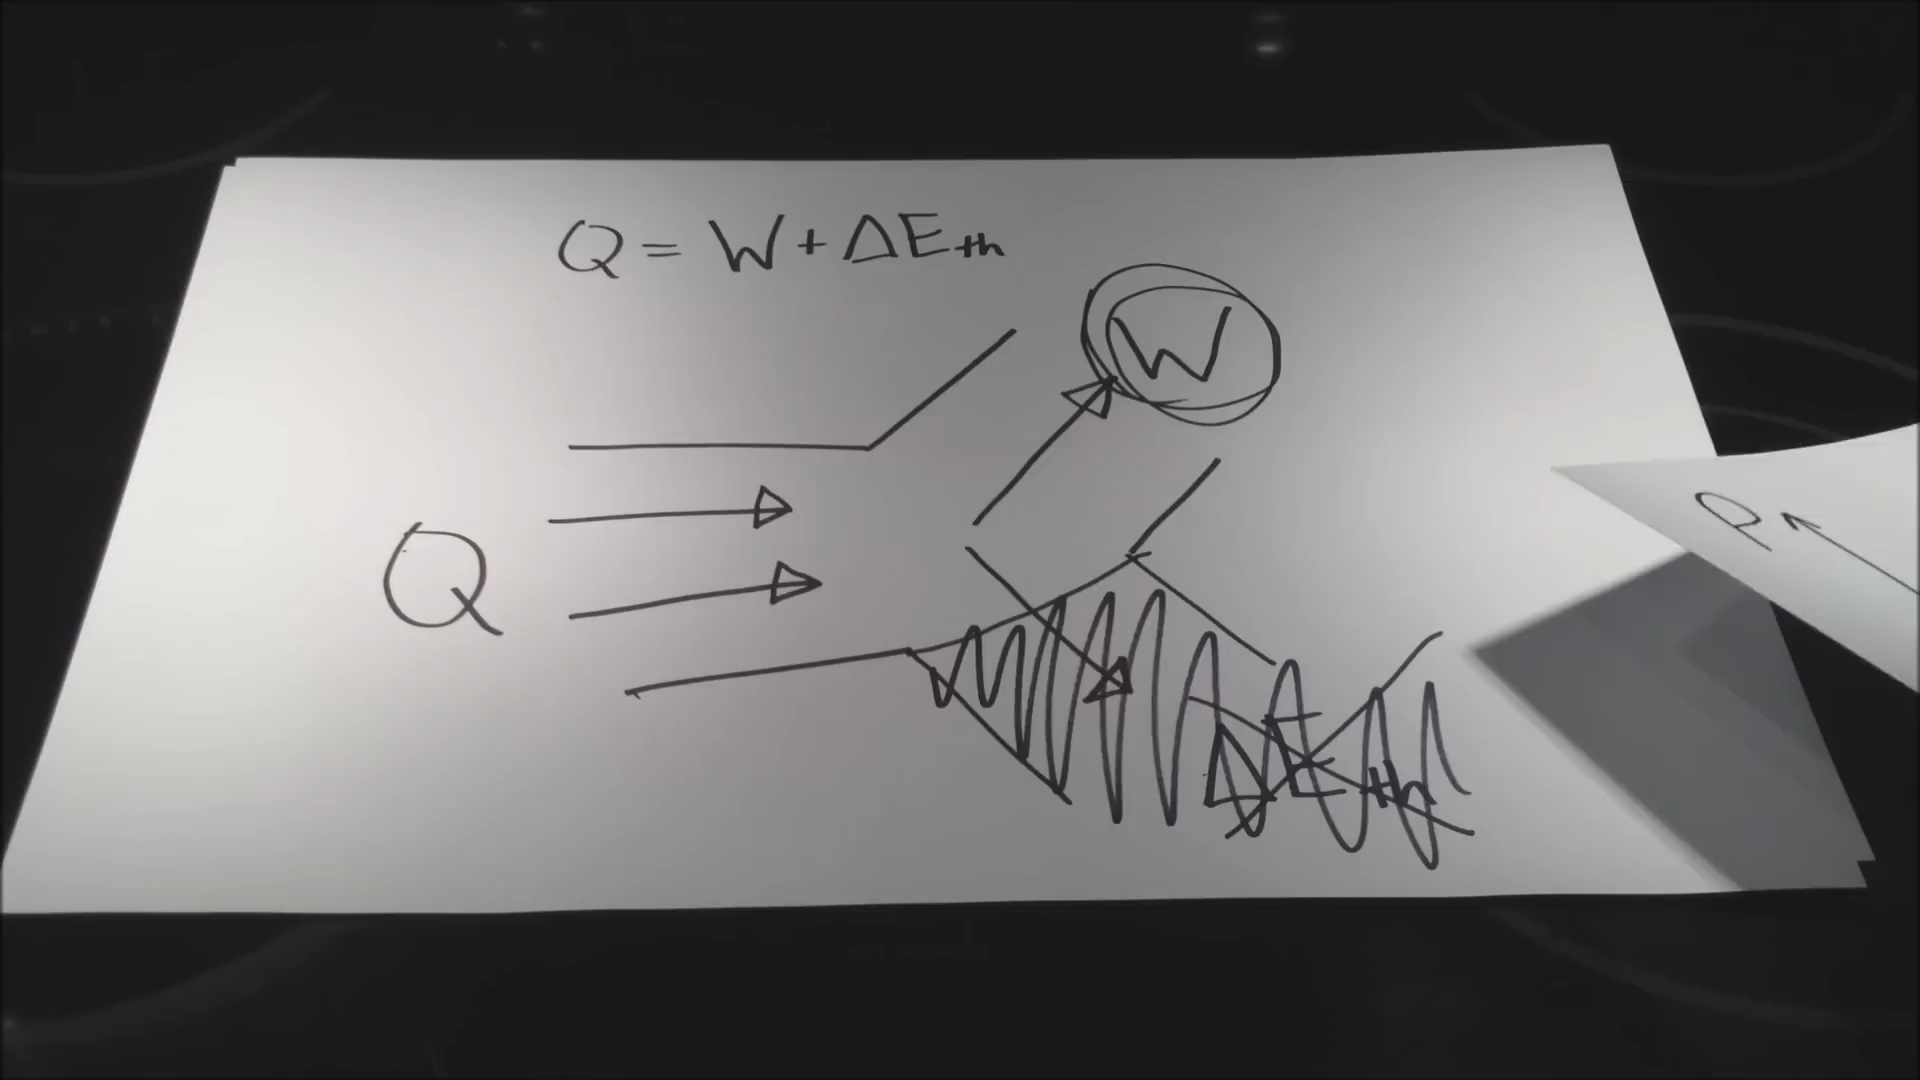 Q = W + ΔEth
W
Q
ΔEth
P